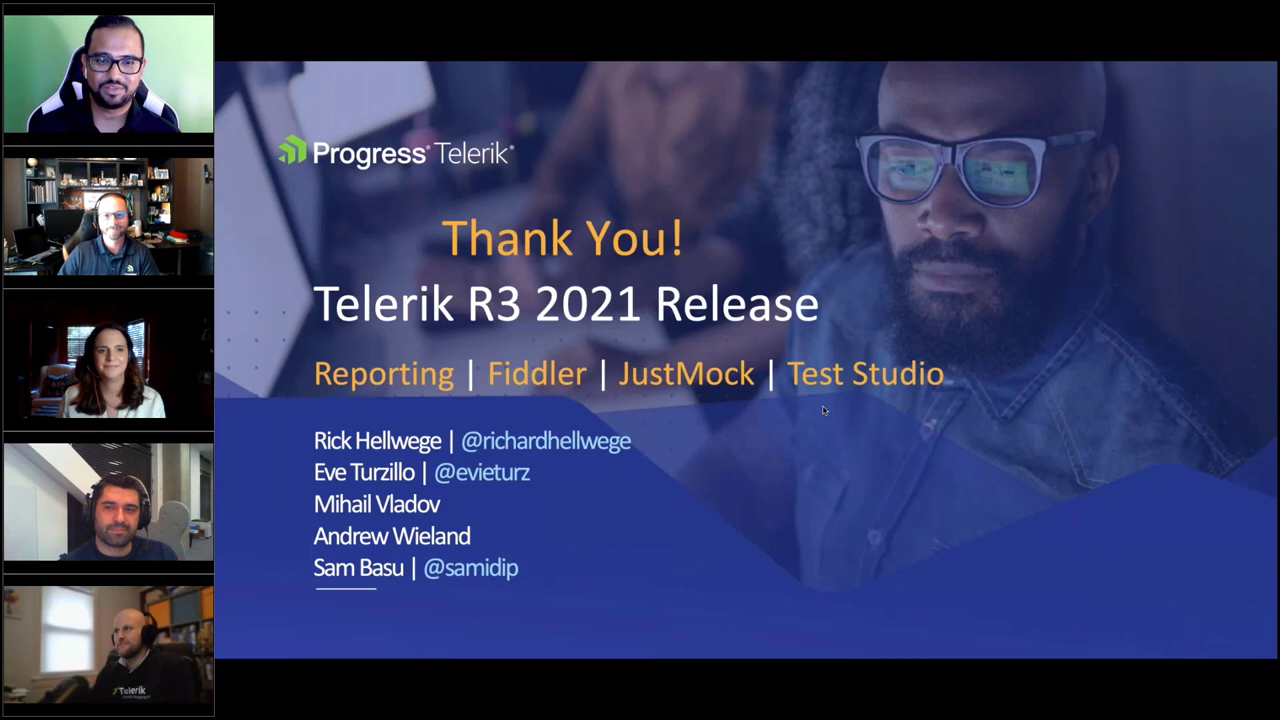 Progress® Telerik®
Thank You!
Telerik R3 2021 Release
Reporting | Fiddler | JustMock | Test Studio
Rick Hellwege | @richardhellwege
Eve Turzillo | @evieturz
Mihail Vladov
Andrew Wieland
Sam Basu | @samidip
Telerik